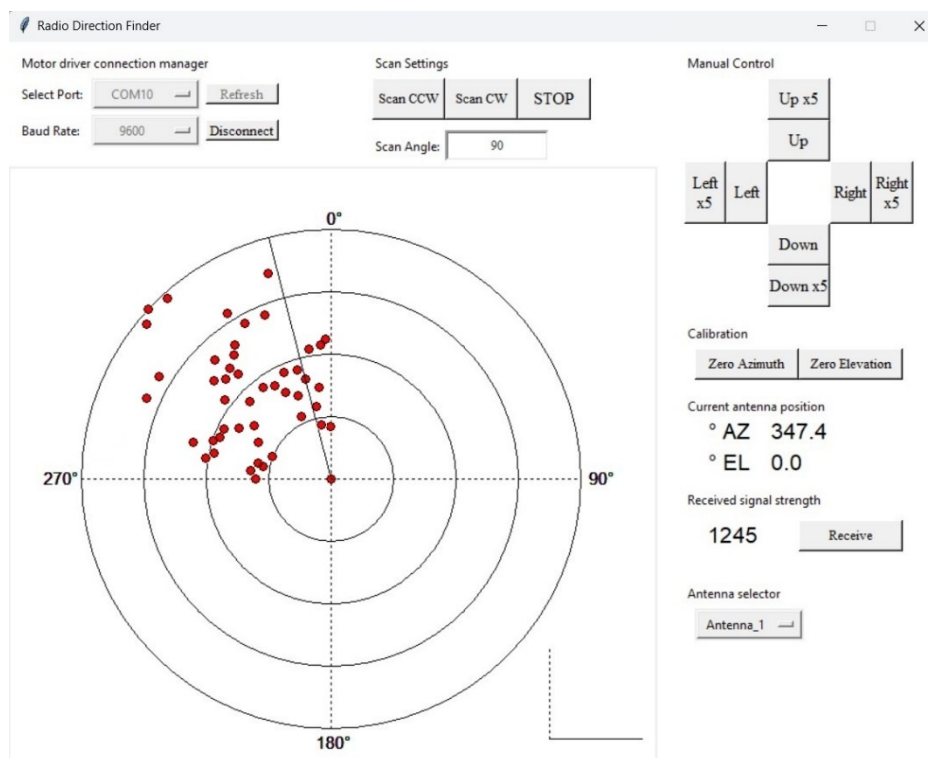 Radio Direction Finder
Motor driver connection manager
Select Port:
COM10
Refresh
Baud Rate:
9600
Disconnect
Scan Settings
Scan CCW
Scan CW
STOP
Scan Angle:
90
Manual Control
Up x5
Up
Left
x5
Left
Right
Right
x5
Down
Down x5
0°
270°
90°
180°
Calibration
Zero Azimuth
Zero Elevation
Current antenna position
° AZ 347.4
° EL 0.0
Received signal strength
1245
Receive
Antenna selector
Antenna_1